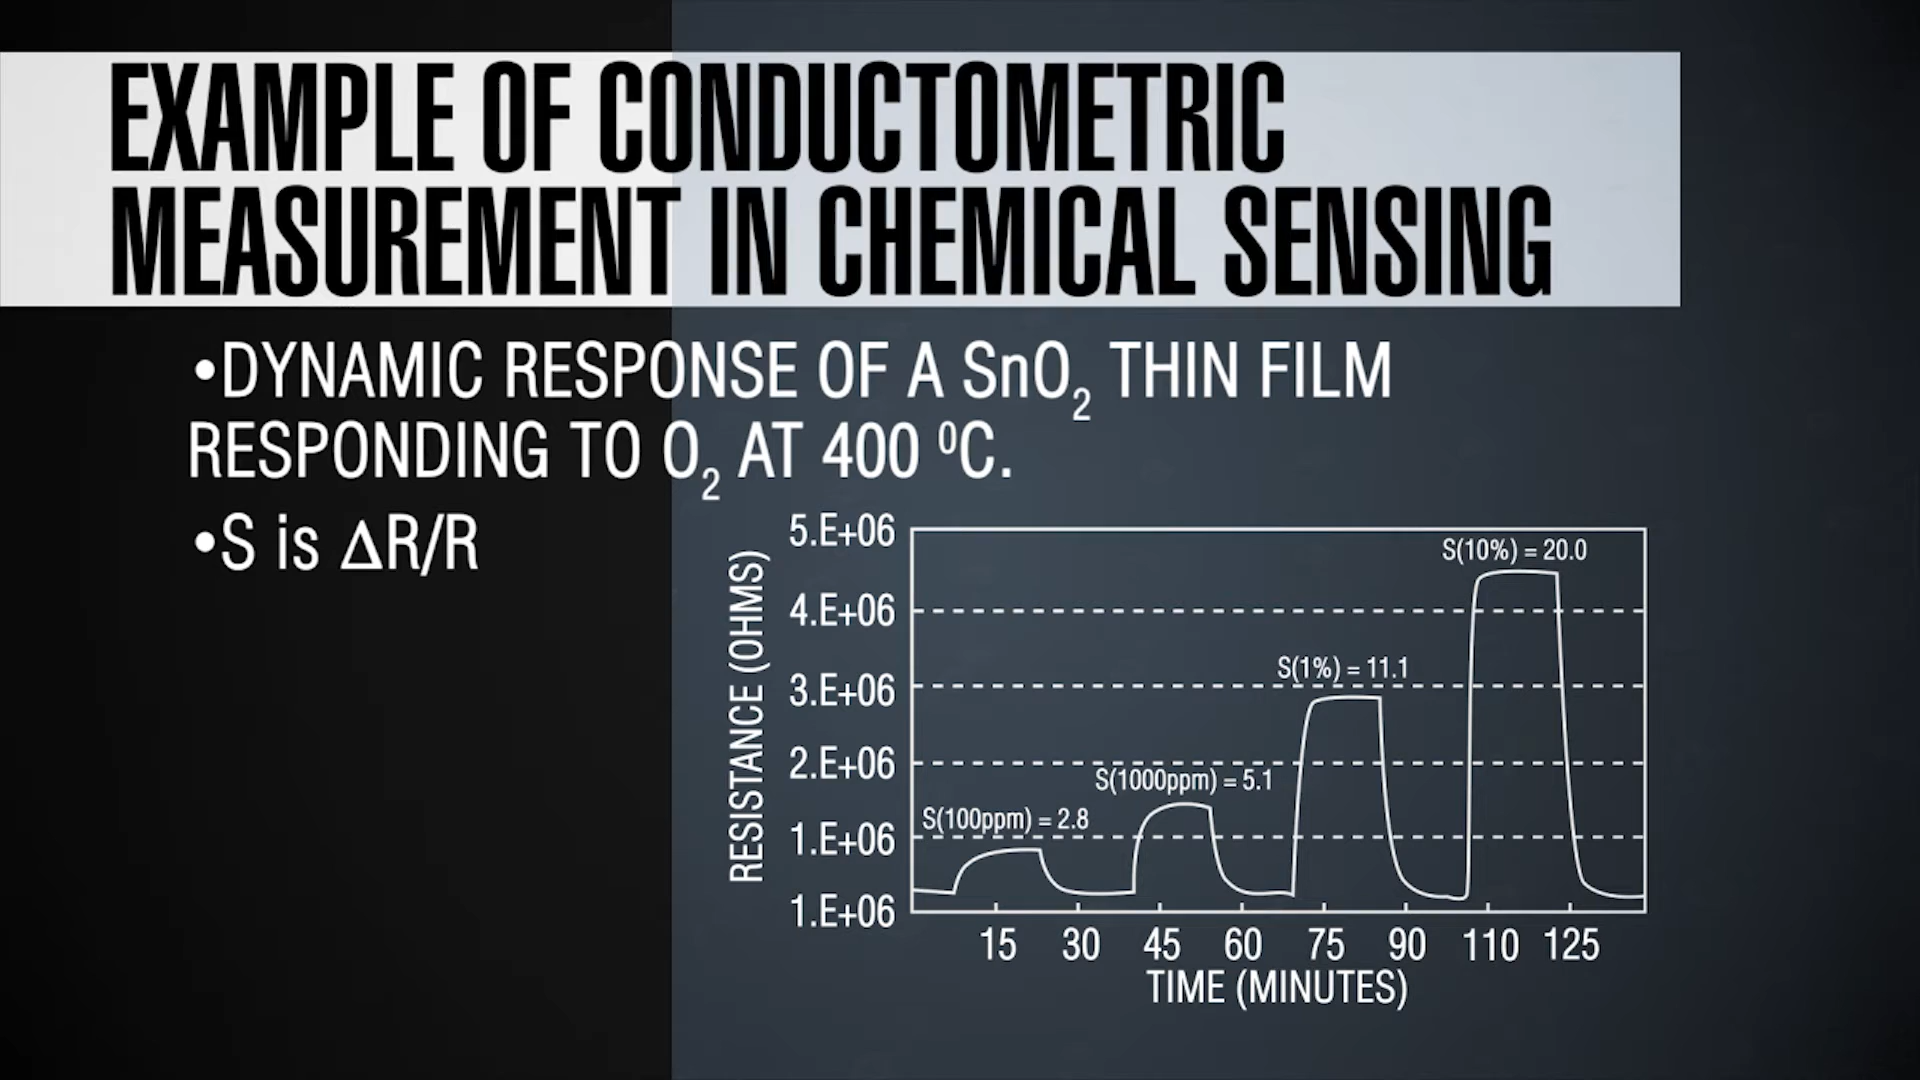 EXAMPLE OF CONDUCTOMETRIC
MEASUREMENT IN CHEMICAL SENSING
•DYNAMIC RESPONSE OF A SnO₂ THIN FILM
RESPONDING TO O₂ AT 400 ⁰C.
•S is ΔR/R
RESISTANCE (OHMS)
5.E+06
4.E+06
3.E+06
2.E+06
1.E+06
1.E+06
S(10%) = 20.0
S(1%) = 11.1
S(1000ppm) = 5.1
S(100ppm) = 2.8
15 30 45 60 75 90 110 125
TIME (MINUTES)